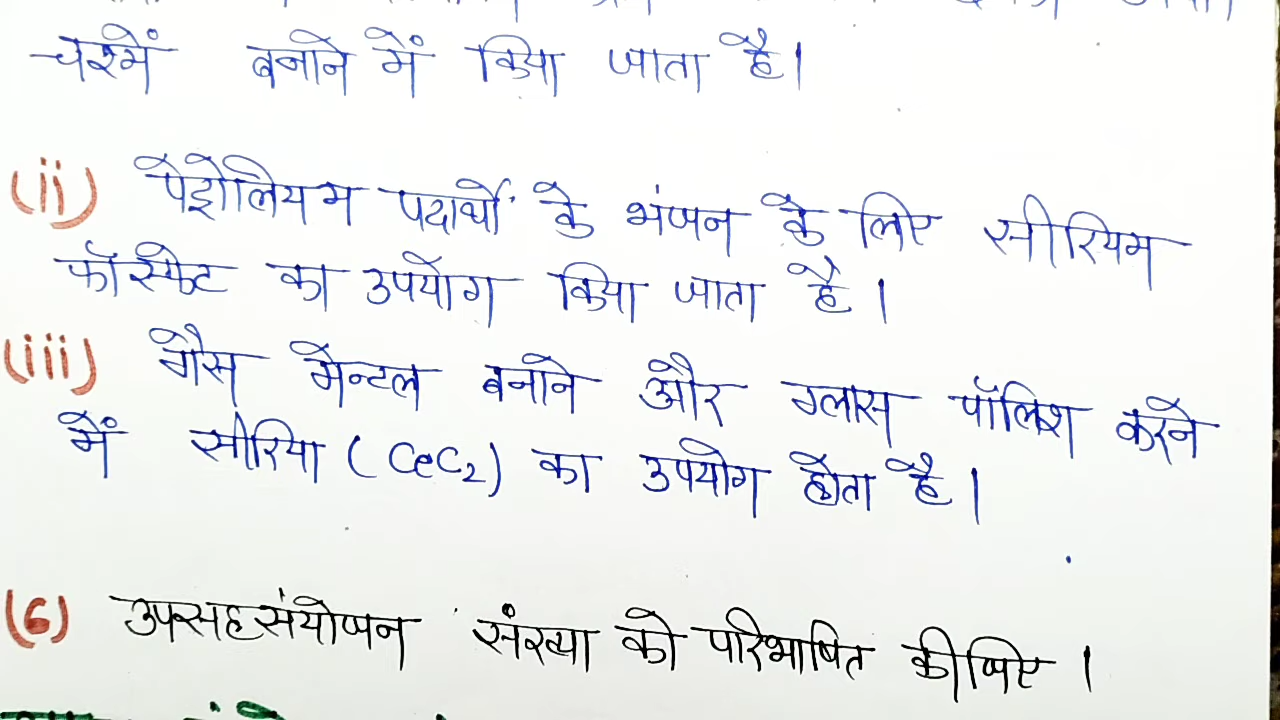 चश्में बनाने में किया जाता है।
(ii) पेट्रोलियम पदार्थों के भंजन के लिए सीरियम
फॉस्फेट का उपयोग किया जाता है।
(iii) गैस मेन्टल बनाने और ग्लास पॉलिश करने
में सीरिया (CeC₂) का उपयोग होता है।
(6) उपसहसंयोजन संख्या को परिभाषित कीजिए।